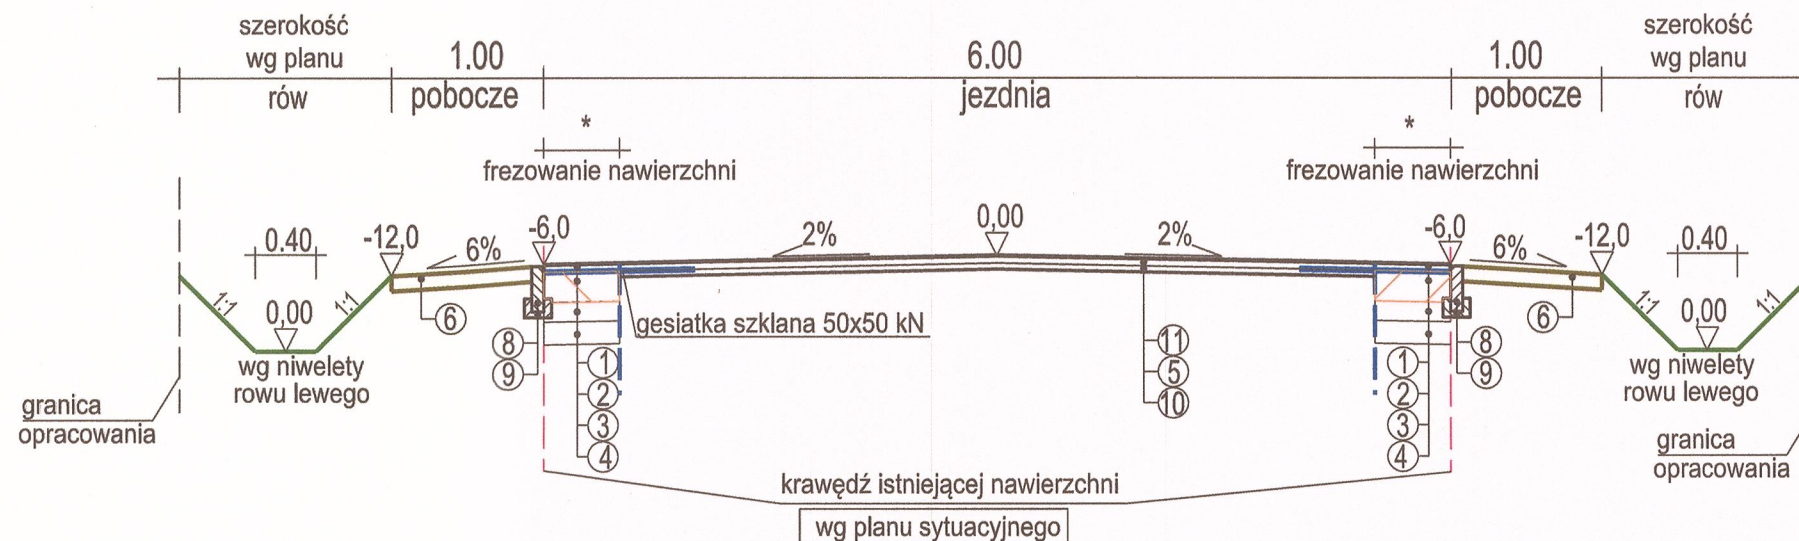 szerokość
wg planu
rów
1.00
pobocze
6.00
jezdnia
1.00
pobocze
szerokość
wg planu
rów
*
frezowanie nawierzchni
*
frezowanie nawierzchni
0.40
-12,0
6%
-6,0
2%
0,00
2%
-6,0
6%
-12,0
0.40
1:1
0,00
1:1
1:1
0,00
1:1
wg niwelety
rowu lewego
wg niwelety
rowu lewego
6
8
9
gesiatka szklana 50x50 kN
1
2
3
4
11
5
10
1
2
3
4
8
9
6
granica
opracowania
granica
opracowania
krawędź istniejącej nawierzchni
wg planu sytuacyjnego